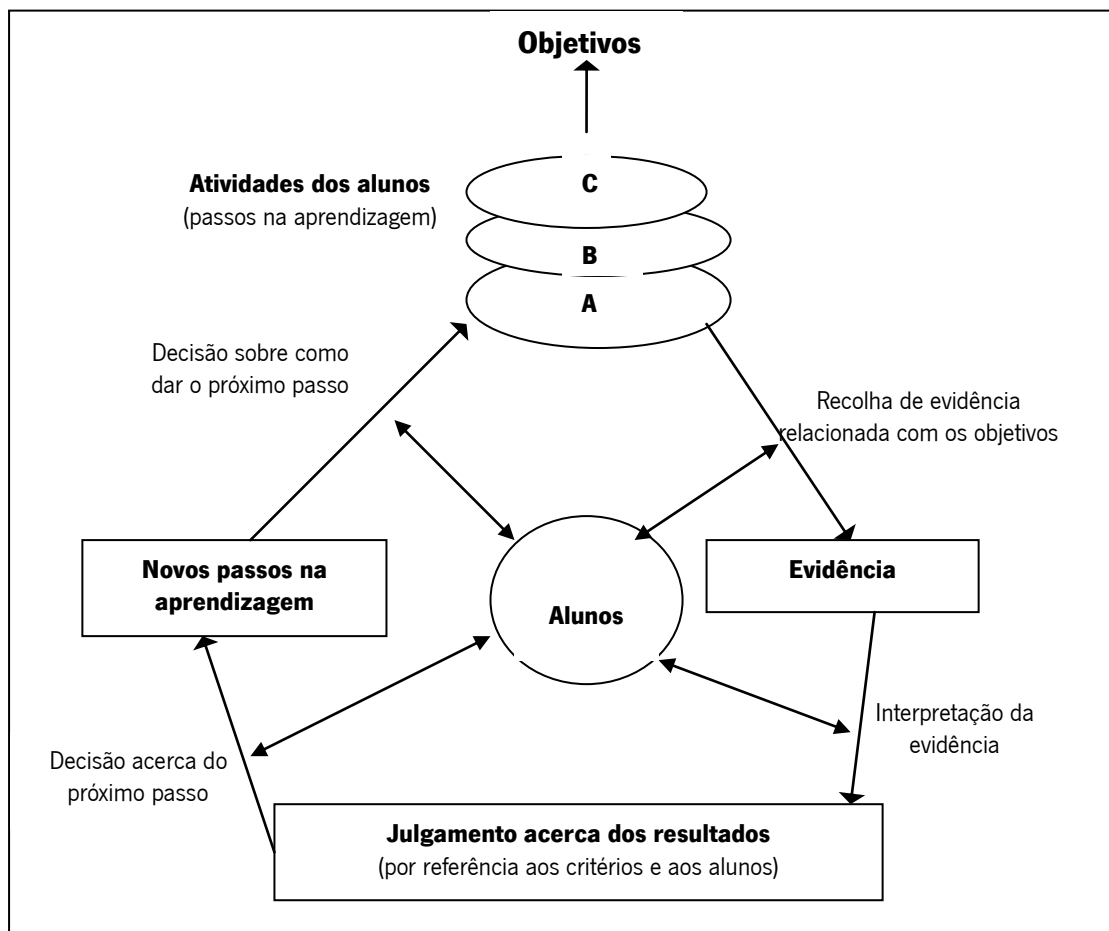 Objetivos
Atividades dos alunos
(passos na aprendizagem)
C
B
A
Decisão sobre como
dar o próximo passo
Recolha de evidência
relacionada com os objetivos
Novos passos na
aprendizagem
Alunos
Evidência
Interpretação da
evidência
Decisão acerca do
próximo passo
Julgamento acerca dos resultados
(por referência aos critérios e aos alunos)